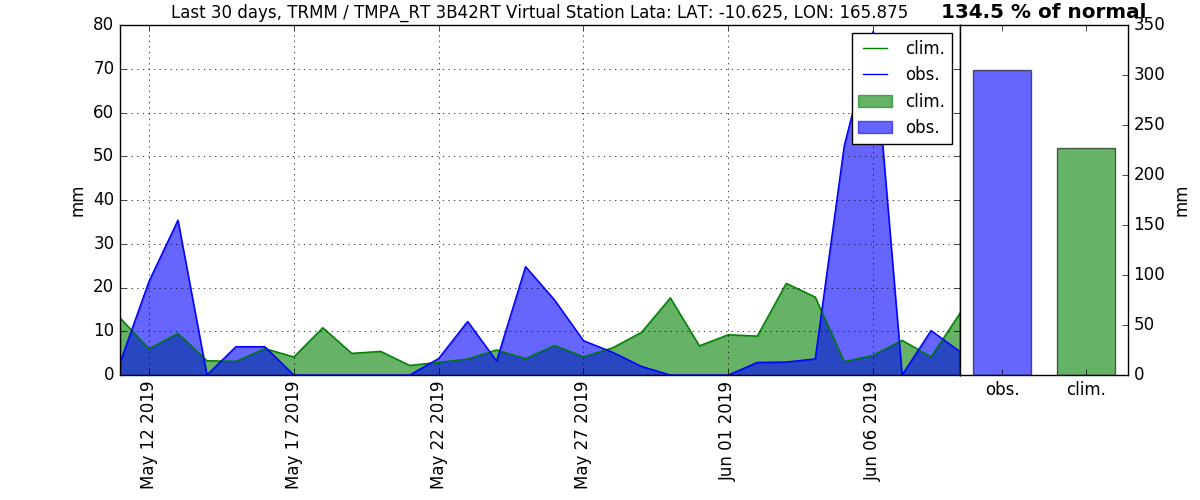 Last 30 days, TRMM / TMPA_RT 3B42RT Virtual Station Lata: LAT: -10.625, LON: 165.875
134.5 % of normal
80
70
60
50
40
30
20
10
0
mm
clim.
obs.
clim.
obs.
May 12 2019
May 17 2019
May 22 2019
May 27 2019
Jun 01 2019
Jun 06 2019
350
300
250
200
150
100
50
0
mm
obs.
clim.